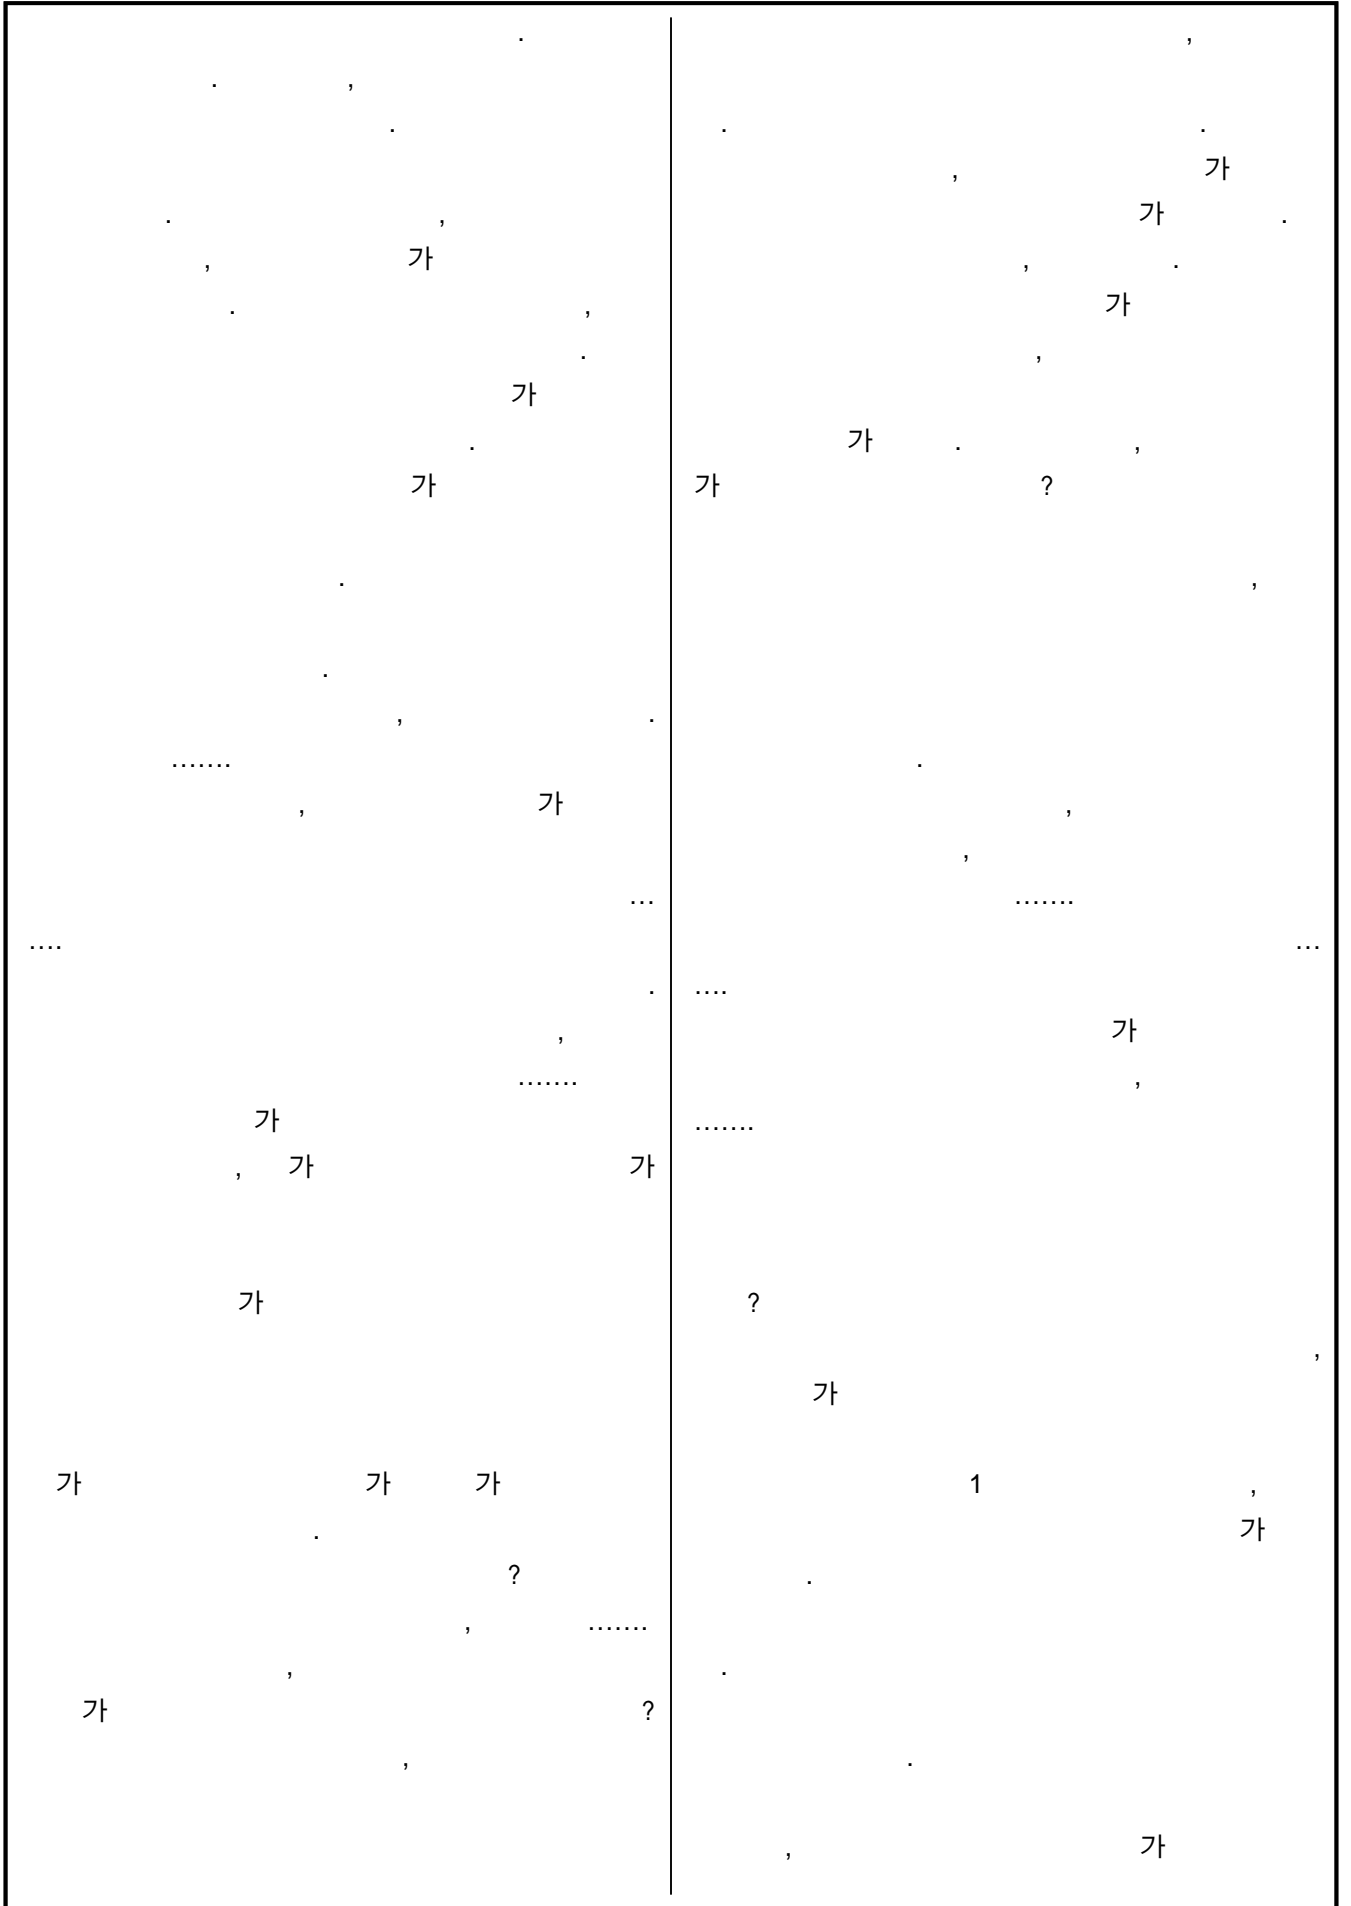 .
. ,
.
. ,
, 가
. ,
.
가
.
가
.
.
, .
…….
, 가
…
….
.
,
…….
가
, 가 가
가
가 가 가
.
?
, …….
,
가 ?
,
,
. .
, 가
가 .
, .
가
,
가 . ,
가 ?
,
.
,
,
…….
…
….
가
,
…….
?
,
가
1 ,
가
.
.
.
, 가